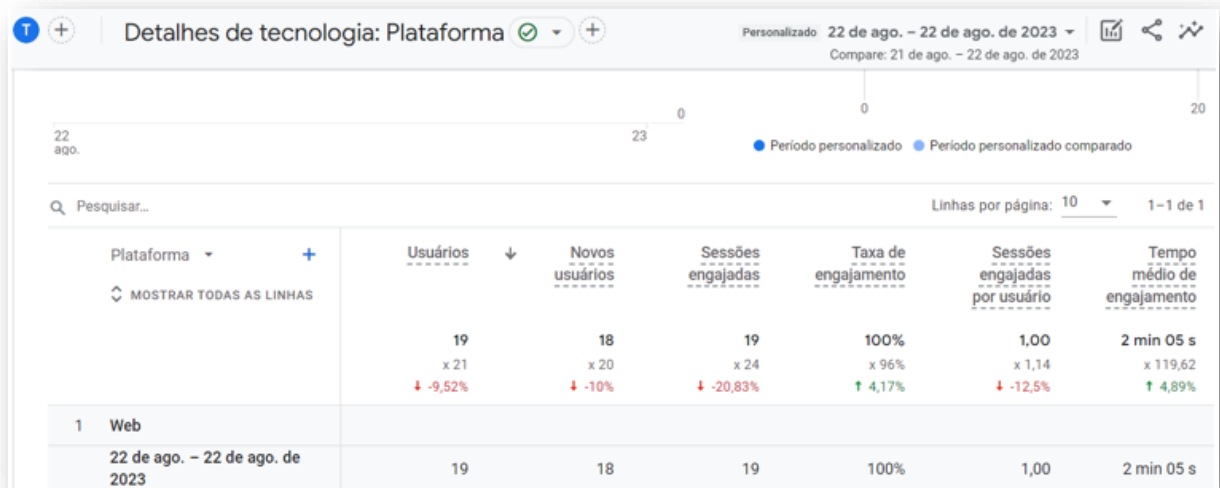 T
Detalhes de tecnologia: Plataforma
Personalizado 22 de ago. – 22 de ago. de 2023
Compare: 21 de ago. – 22 de ago. de 2023
0
0
20
22
ago.
23
Período personalizado Período personalizado comparado
Pesquisar...
Linhas por página: 10
1–1 de 1
Plataforma
MOSTRAR TODAS AS LINHAS
Usuários
Novos
usuários
Sessões
engajadas
Taxa de
engajamento
Sessões
engajadas
por usuário
Tempo
médio de
engajamento
19 18 19 100% 1,00 2 min 05 s
x 21 x 20 x 24 x 96% x 1,14 x 119,62
-9,52% -10% -20,83% 4,17% -12,5% 4,89%
1 Web
22 de ago. – 22 de ago. de
2023
19 18 19 100% 1,00 2 min 05 s